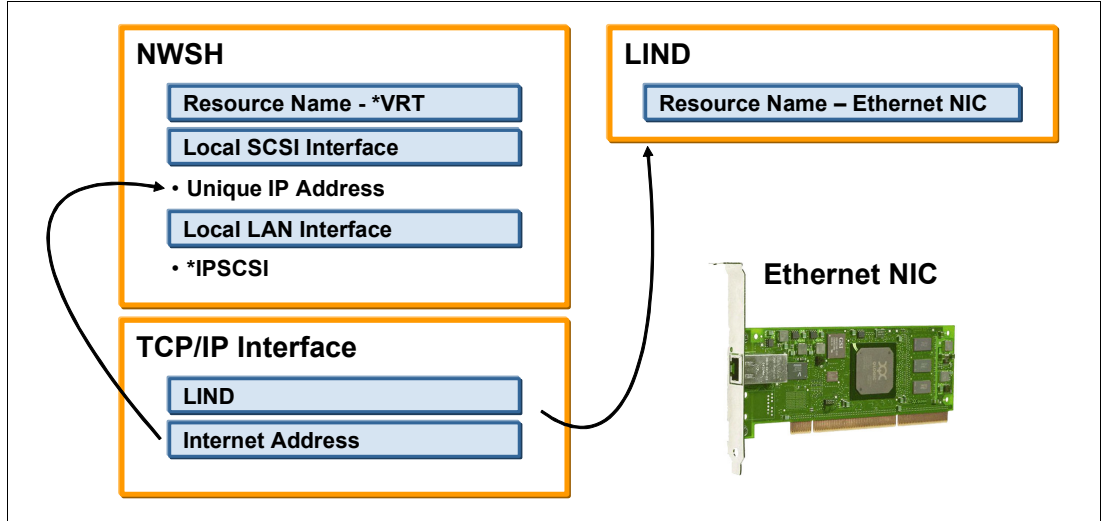 NWSH
Resource Name - *VRT
Local SCSI Interface
• Unique IP Address
Local LAN Interface
• *IPSCSI
TCP/IP Interface
LIND
Internet Address
LIND
Resource Name – Ethernet NIC
Ethernet NIC